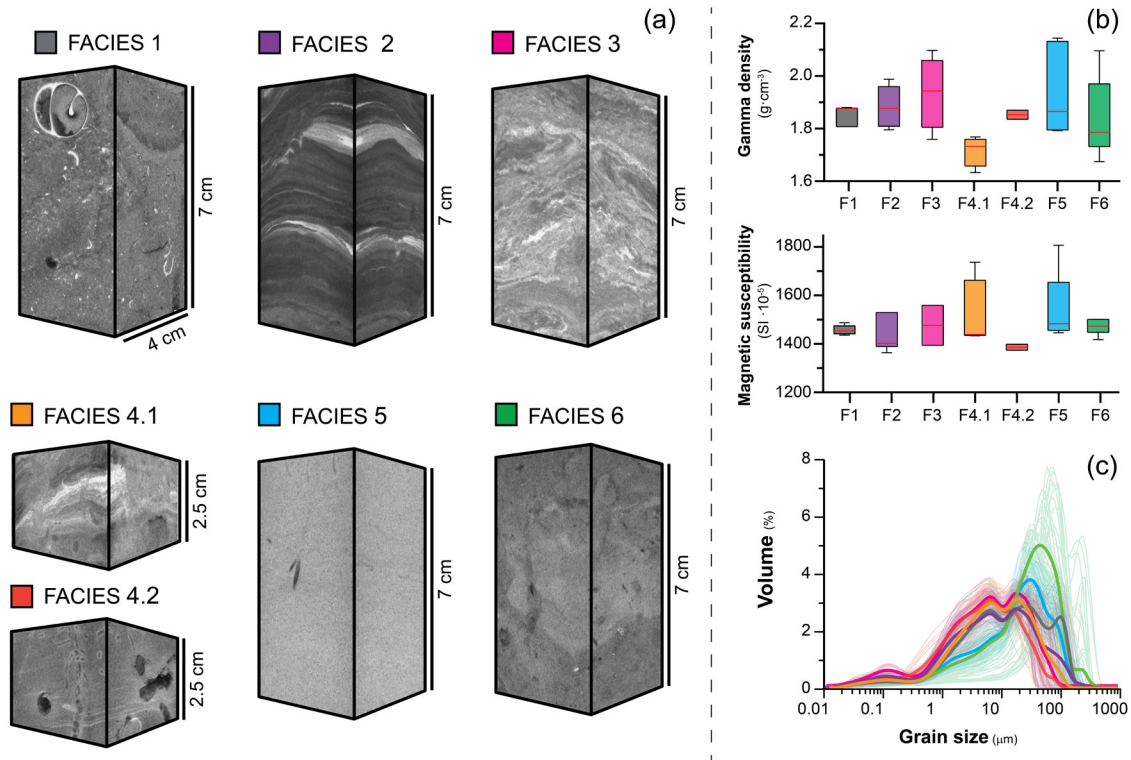 (a)
FACIES 1
FACIES 2
FACIES 3
7 cm
4 cm
7 cm
7 cm
FACIES 4.1
FACIES 5
FACIES 6
2.5 cm
FACIES 4.2
2.5 cm
7 cm
7 cm
(b)
Gamma density
(g·cm-3)
2.2
2.0
1.8
1.6
F1 F2 F3 F4.1 F4.2 F5 F6
Magnetic susceptibility
(SI ·10-5)
1800
1600
1400
1200
F1 F2 F3 F4.1 F4.2 F5 F6
(c)
Volume (%)
8
6
4
2
0
0.01 0.1 1 10 100 1000
Grain size (μm)